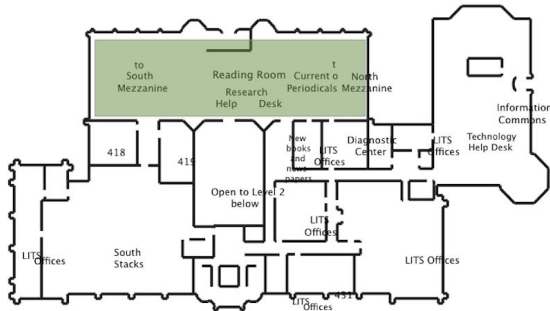 to
South
Mezzanine
Reading Room
Research
Help Desk
t
Current o
Periodicals
North
Mezzanine
Information
Commons
418
419
New
books
and
news
papers
LITS
Offices
Diagnostic
Center
LITS
Offices
Technology
Help Desk
Open to Level 2
below
LITS
Offices
LITS
Offices
South
Stacks
LITS Offices
431
LITS
Offices